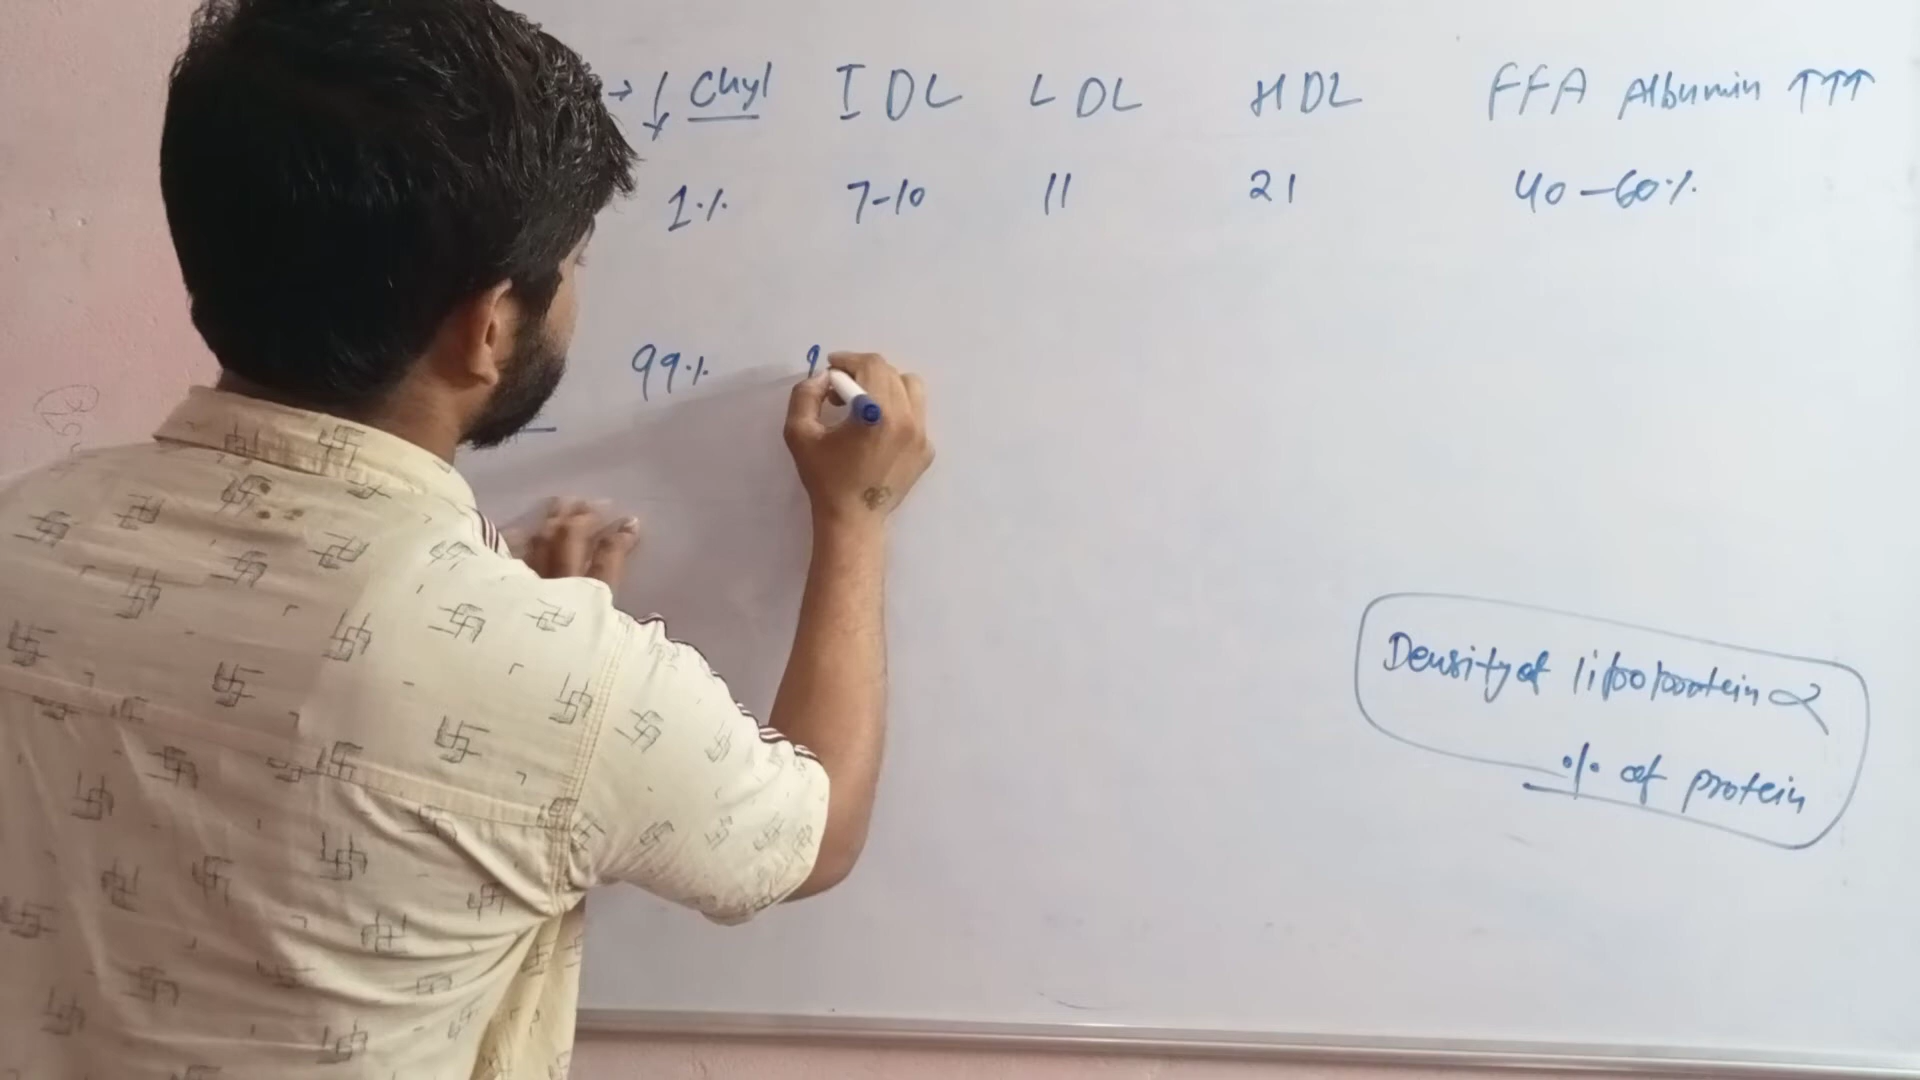 → ↓ Chyl IDL LDL HDL FFA Albumin ↑↑↑
1% 7-10 11 21 40-60%
99% 9
Density of lipoprotein ∝
% of protein